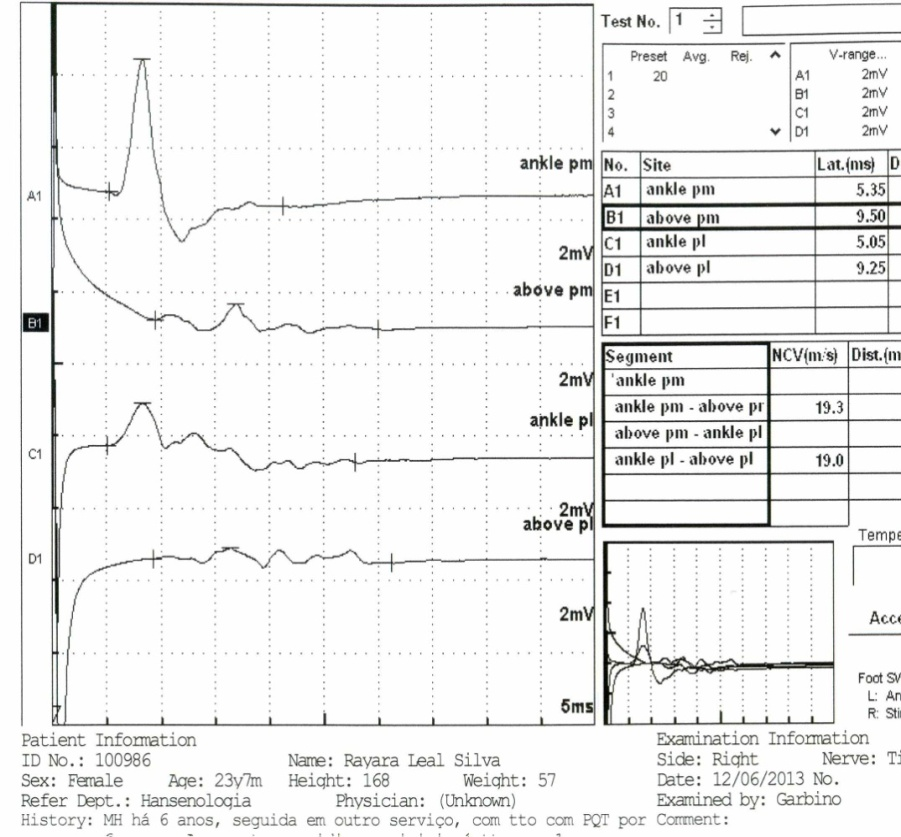 Test No. 1
Preset Avg. Rej.
1 20
2
3
4
V-range...
A1 2mV
B1 2mV
C1 2mV
D1 2mV
A1
ankle pm
2mV
B1
above pm
2mV
C1
ankle pl
2mV
D1
above pl
2mV
5ms
No. Site Lat.(ms) D
A1 ankle pm 5.35
B1 above pm 9.50
C1 ankle pl 5.05
D1 above pl 9.25
E1
F1
Segment NCV(m/s) Dist.(m
'ankle pm
ankle pm - above pr 19.3
above pm - ankle pl
ankle pl - above pl 19.0
Tempe
Acce
Foot SW
L: An
R: Sti
Patient Information
ID No.: 100986 Name: Rayara Leal Silva
Sex: Female Age: 23y7m Height: 168 Weight: 57
Refer Dept.: Hansenologia Physician: (Unknown)
History: MH há 6 anos, seguida em outro serviço, com tto com PQT por Comment:
Examination Information
Side: Right Nerve: Ti
Date: 12/06/2013 No.
Examined by: Garbino